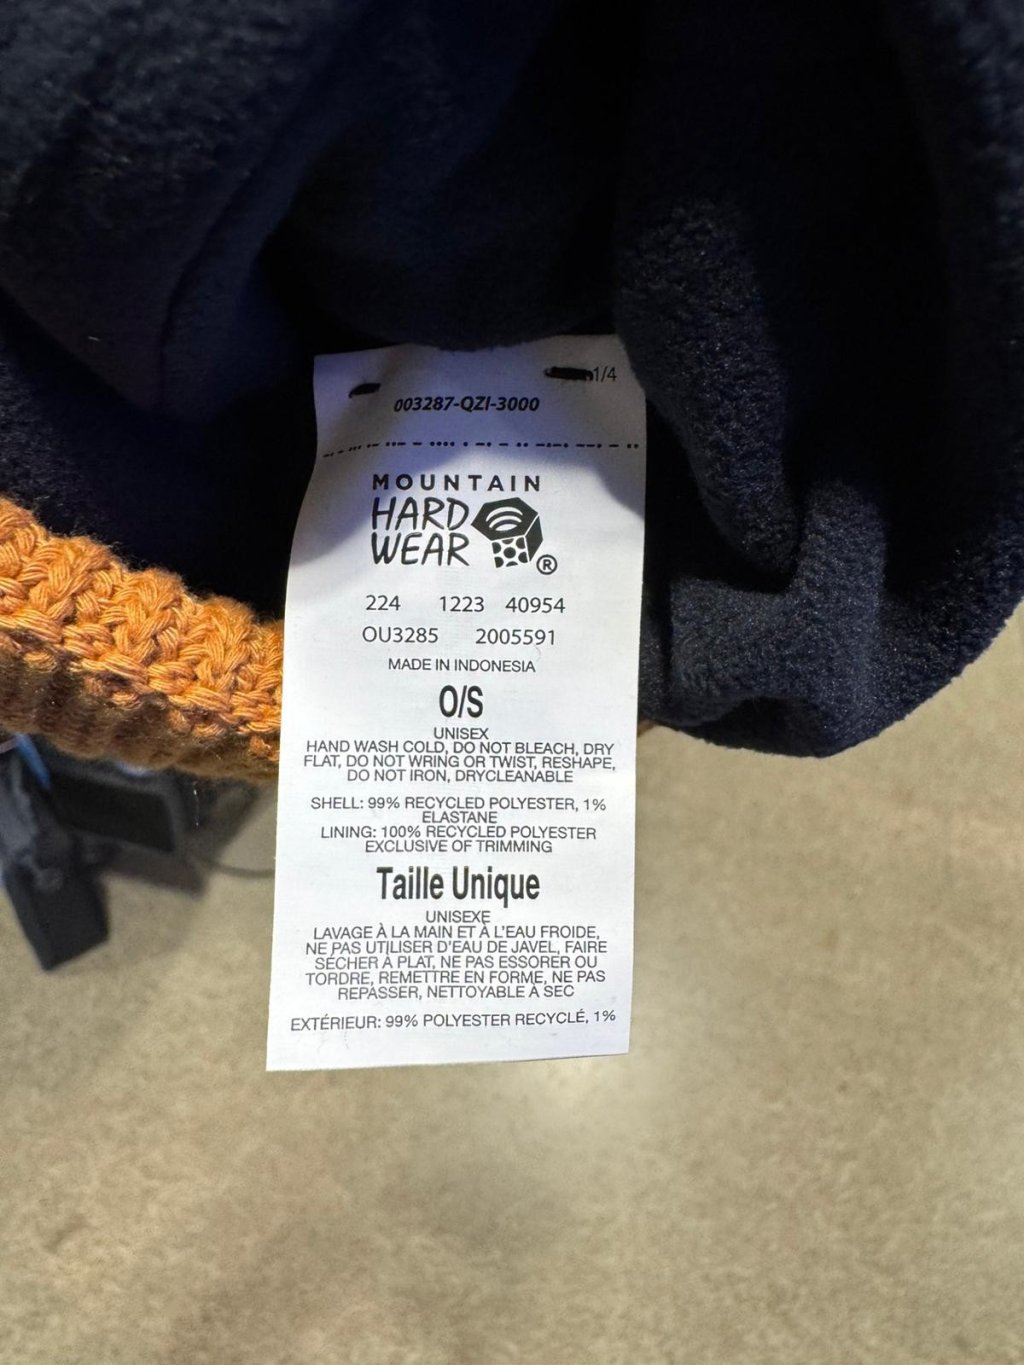 1/4
003287-QZI-3000
MOUNTAIN
HARD
WEAR ®
224 1223 40954
OU3285 2005591
MADE IN INDONESIA
O/S
UNISEX
HAND WASH COLD, DO NOT BLEACH, DRY
FLAT, DO NOT WRING OR TWIST, RESHAPE,
DO NOT IRON, DRYCLEANABLE
SHELL: 99% RECYCLED POLYESTER, 1%
ELASTANE
LINING: 100% RECYCLED POLYESTER
EXCLUSIVE OF TRIMMING
Taille Unique
UNISEXE
LAVAGE À LA MAIN ET À L'EAU FROIDE,
NE PAS UTILISER D'EAU DE JAVEL, FAIRE
SÉCHER À PLAT, NE PAS ESSORER OU
TORDRE, REMETTRE EN FORME, NE PAS
REPASSER, NETTOYABLE À SEC
EXTÉRIEUR: 99% POLYESTER RECYCLÉ, 1%